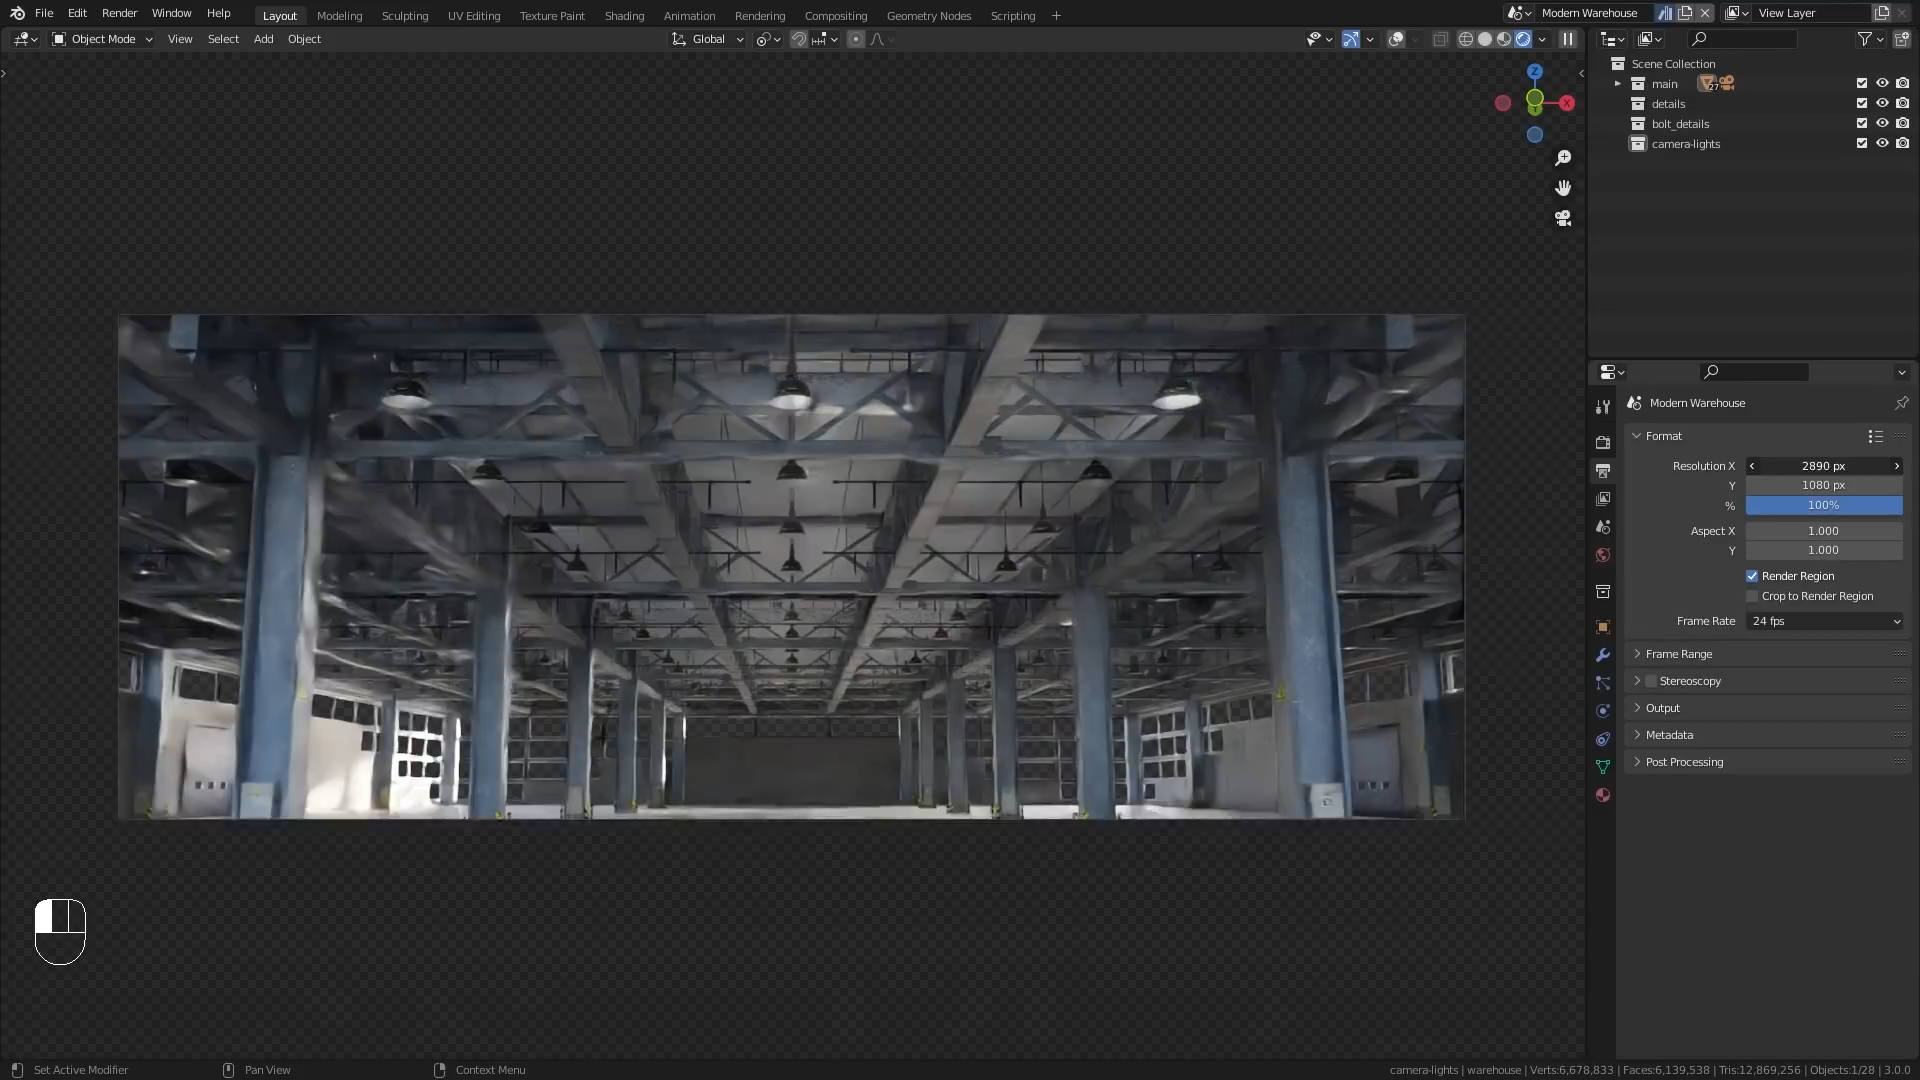 File Edit Render Window Help Layout Modeling Sculpting UV Editing Texture Paint Shading Animation Rendering Compositing Geometry Nodes Scripting + Modern Warehouse View Layer
Object Mode View Select Add Object Global
Z
X
Scene Collection
main 27
details
bolt_details
camera-lights
Modern Warehouse
Format
Resolution X 2890 px
Y 1080 px
% 100%
Aspect X 1.000
Y 1.000
Render Region
Crop to Render Region
Frame Rate 24 fps
Frame Range
Stereoscopy
Output
Metadata
Post Processing
Set Active Modifier Pan View Context Menu camera-lights | warehouse | Verts:6,678,833 | Faces:6,139,538 | Tris:12,869,256 | Objects:1/28 | 3.0.0